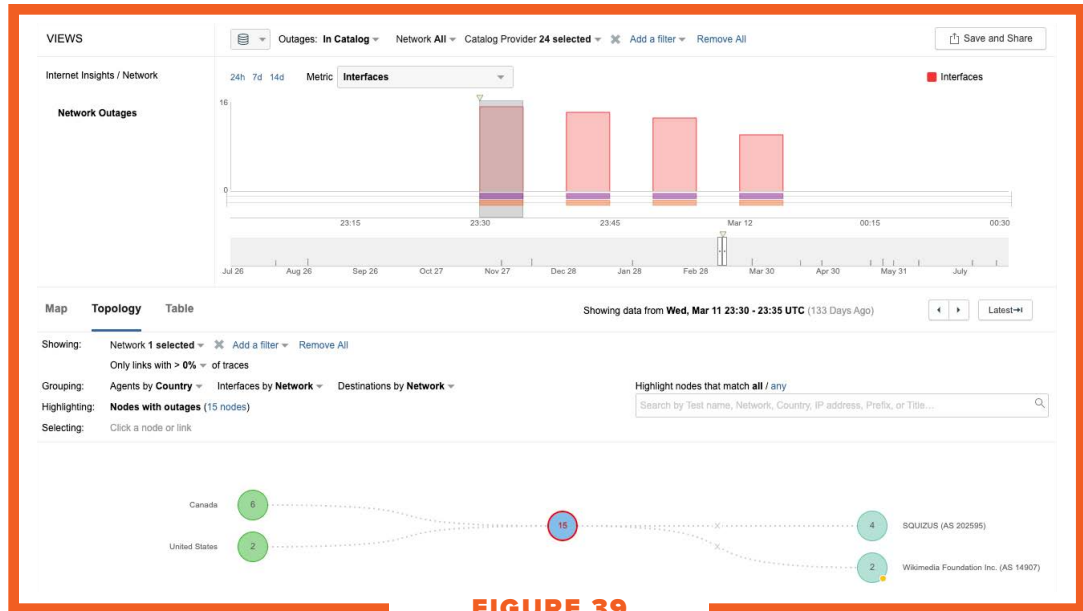 VIEWS
Outages: In Catalog Network All Catalog Provider 24 selected Add a filter Remove All
Save and Share
Internet Insights / Network
24h 7d 14d Metric Interfaces
Interfaces
Network Outages
16
0
23:15 23:30 23:45 Mar 12 00:15 00:30
Jul 26 Aug 26 Sep 26 Oct 27 Nov 27 Dec 28 Jan 28 Feb 28 Mar 30 Apr 30 May 31 July
Map Topology Table
Showing data from Wed, Mar 11 23:30 - 23:35 UTC (133 Days Ago)
Latest
Showing: Network 1 selected Add a filter Remove All
Only links with > 0% of traces
Grouping: Agents by Country Interfaces by Network Destinations by Network
Highlight nodes that match all / any
Highlighting: Nodes with outages (15 nodes)
Search by Test name, Network, Country, IP address, Prefix, or Title...
Selecting: Click a node or link
Canada 6
15
4 SQUIZUS (AS 202595)
United States 2
2 Wikimedia Foundation Inc. (AS 14907)
FIGURE 39